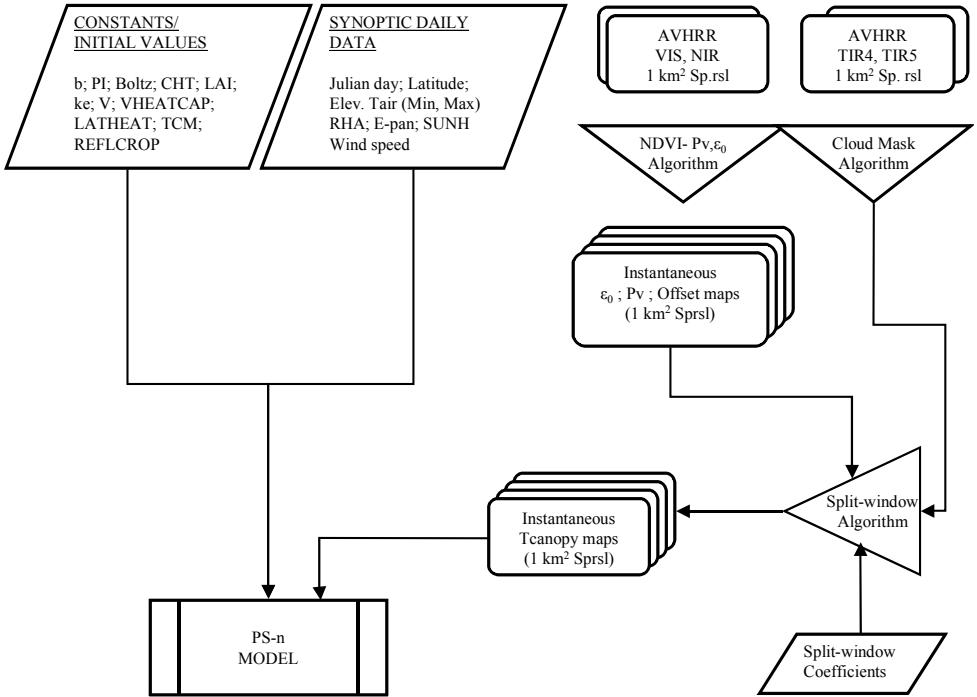 CONSTANTS/
INITIAL VALUES
b; PI; Boltz; CHT; LAI;
ke; V; VHEATCAP;
LATHEAT; TCM;
REFLCROP
SYNOPTIC DAILY
DATA
Julian day; Latitude;
Elev. Tair (Min, Max)
RHA; E-pan; SUNH
Wind speed
AVHRR
VIS, NIR
1 km² Sp.rsl
AVHRR
TIR4, TIR5
1 km² Sp. rsl
NDVI- Pv,ε₀
Algorithm
Cloud Mask
Algorithm
Instantaneous
ε₀ ; Pv ; Offset maps
(1 km² Sprsl)
Split-window
Algorithm
Instantaneous
Tcanopy maps
(1 km² Sprsl)
PS-n
MODEL
Split-window
Coefficients